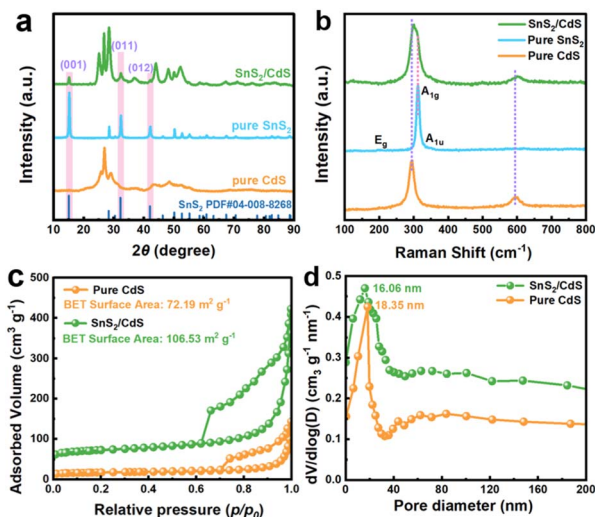 a
Intensity (a.u.)
(001)
(011)
(012)
SnS₂/CdS
pure SnS₂
pure CdS
SnS₂ PDF#04-008-8268
10 20 30 40 50 60 70 80 90
2θ (degree)
b
Intensity (a.u.)
SnS₂/CdS
Pure SnS₂
Pure CdS
A₁g
Eg
A₁u
100 200 300 400 500 600 700 800
Raman Shift (cm⁻¹)
c
Adsorbed Volume (cm³ g⁻¹)
500
400
300
200
100
0
Pure CdS
BET Surface Area: 72.19 m² g⁻¹
SnS₂/CdS
BET Surface Area: 106.53 m² g⁻¹
0.0 0.2 0.4 0.6 0.8 1.0
Relative pressure (p/p₀)
d
dV/dlog(D) (cm₃ g⁻¹ nm⁻¹)
0.5
0.4
0.3
0.2
0.1
0.0
16.06 nm
18.35 nm
SnS₂/CdS
Pure CdS
0 40 80 120 160 200
Pore diameter (nm)